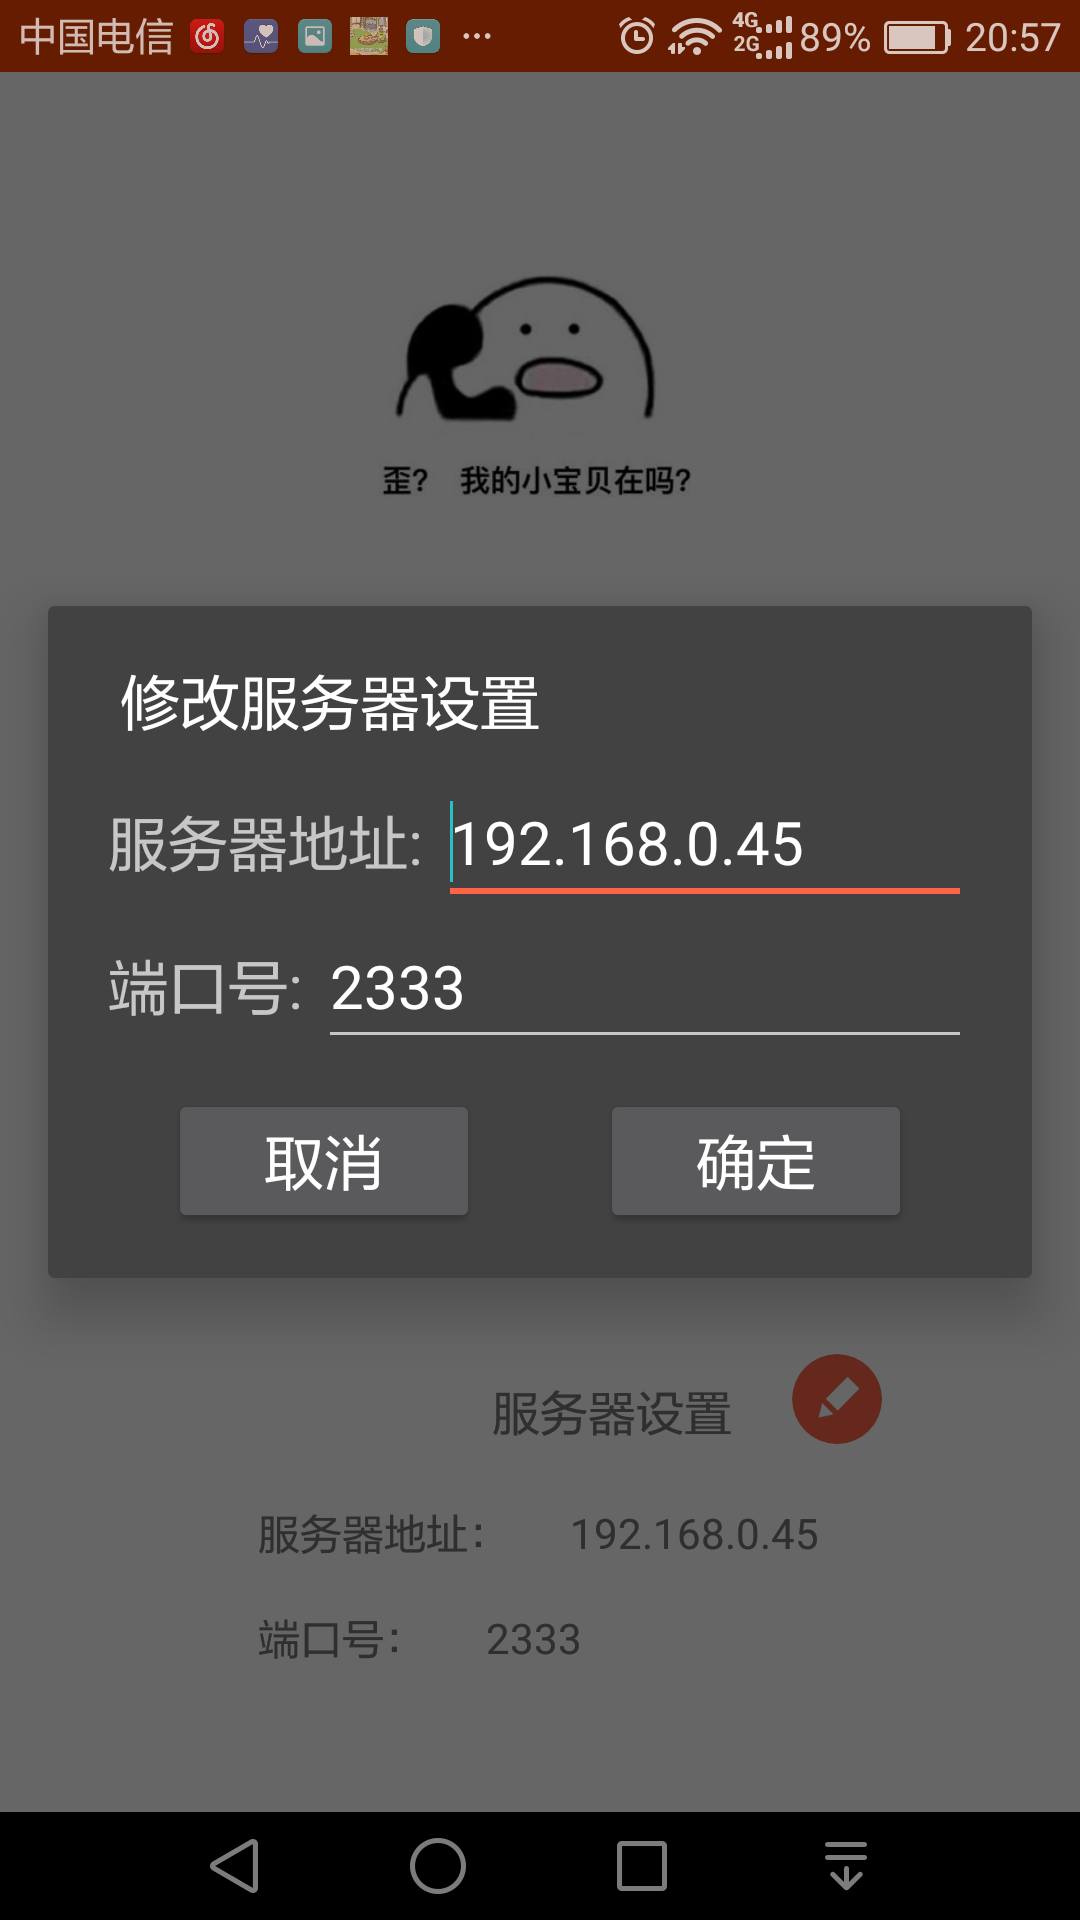 中国电信 4G 2G 89% 20:57
歪? 我的小宝贝在吗?
修改服务器设置
服务器地址: 192.168.0.45
端口号: 2333
取消 确定
服务器设置
服务器地址: 192.168.0.45
端口号: 2333